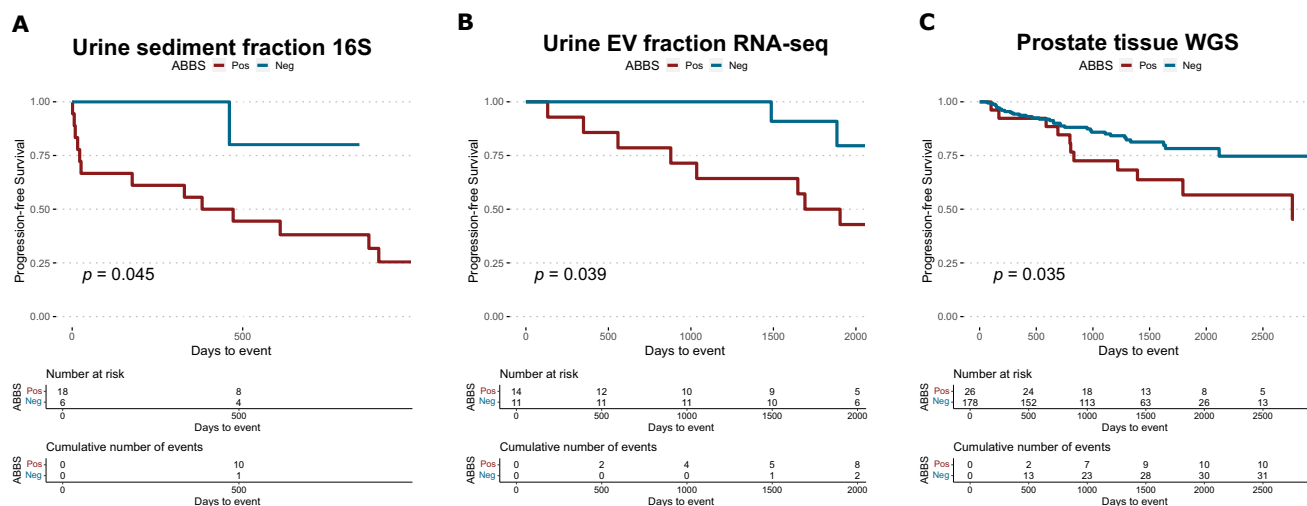 A
Urine sediment fraction 16S
ABBS Pos Neg
Progression-free Survival
1.00
0.75
0.50
0.25
0.00
p = 0.045
0 500
Days to event
Number at risk
ABBS
Pos 18 8
Neg 6 4
0 500
Days to event
Cumulative number of events
ABBS
Pos 0 10
Neg 0 1
0 500
Days to event
B
Urine EV fraction RNA-seq
ABBS Pos Neg
Progression-free Survival
1.00
0.75
0.50
0.25
0.00
p = 0.039
0 500 1000 1500 2000
Days to event
Number at risk
ABBS
Pos 14 12 10 9 5
Neg 11 11 11 10 6
0 500 1000 1500 2000
Days to event
Cumulative number of events
ABBS
Pos 0 2 4 5 8
Neg 0 0 0 1 2
0 500 1000 1500 2000
Days to event
C
Prostate tissue WGS
ABBS Pos Neg
Progression-free Survival
1.00
0.75
0.50
0.25
0.00
p = 0.035
0 500 1000 1500 2000 2500
Days to event
Number at risk
ABBS
Pos 26 24 18 13 8 5
Neg 178 152 113 63 26 13
0 500 1000 1500 2000 2500
Days to event
Cumulative number of events
ABBS
Pos 0 2 7 9 10 10
Neg 0 13 23 28 30 31
0 500 1000 1500 2000 2500
Days to event